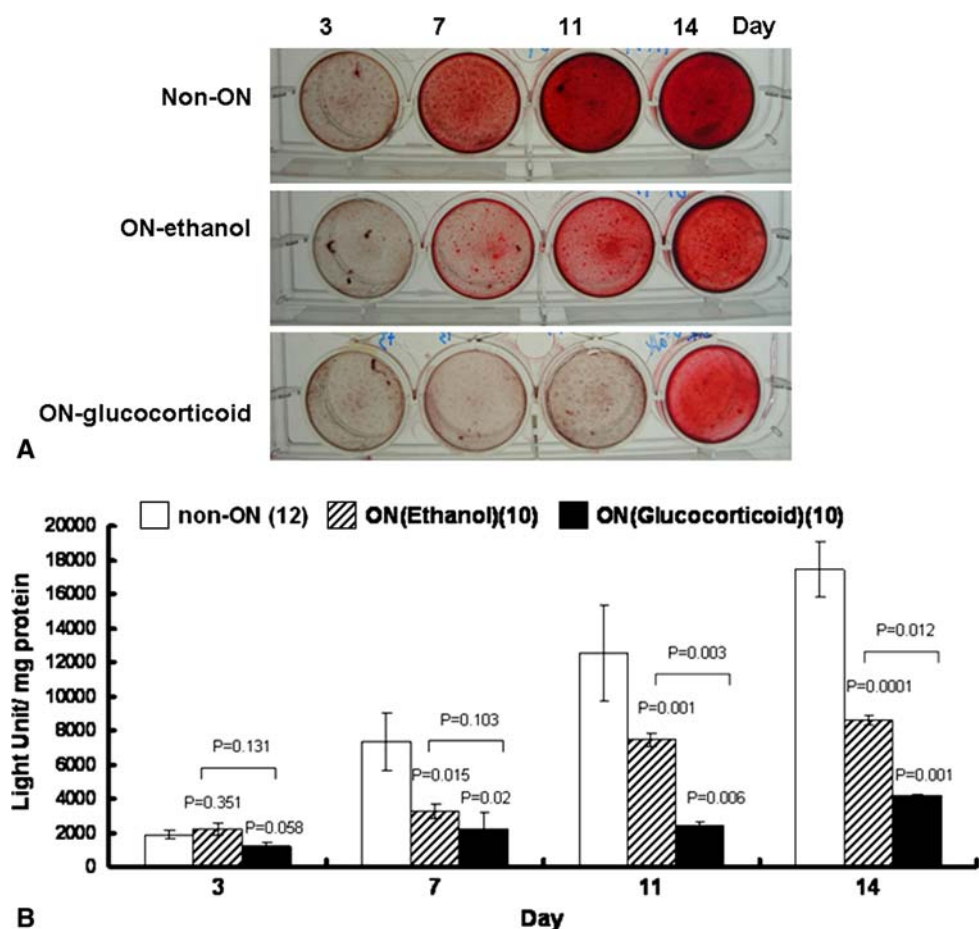 3 7 11 14 Day
Non-ON
ON-ethanol
ON-glucocorticoid
A
non-ON (12) ON(Ethanol)(10) ON(Glucocorticoid)(10)
20000
18000
16000
14000
12000
10000
8000
6000
4000
2000
0
Light Unit/ mg protein
P=0.131
P=0.351
P=0.058
P=0.103
P=0.015
P=0.02
P=0.003
P=0.001
P=0.006
P=0.012
P=0.0001
P=0.001
3 7 11 14
Day
B